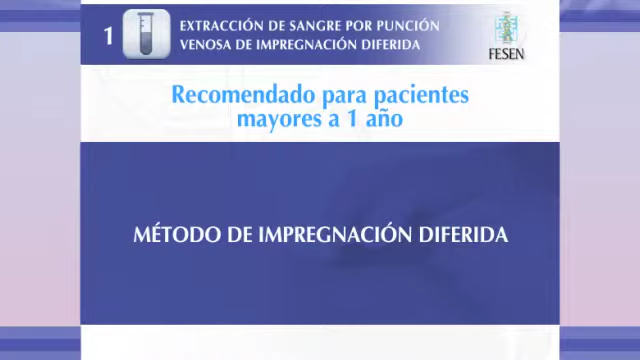 1
EXTRACCIÓN DE SANGRE POR PUNCIÓN
VENOSA DE IMPREGNACIÓN DIFERIDA
FESEN
Recomendado para pacientes
mayores a 1 año
MÉTODO DE IMPREGNACIÓN DIFERIDA